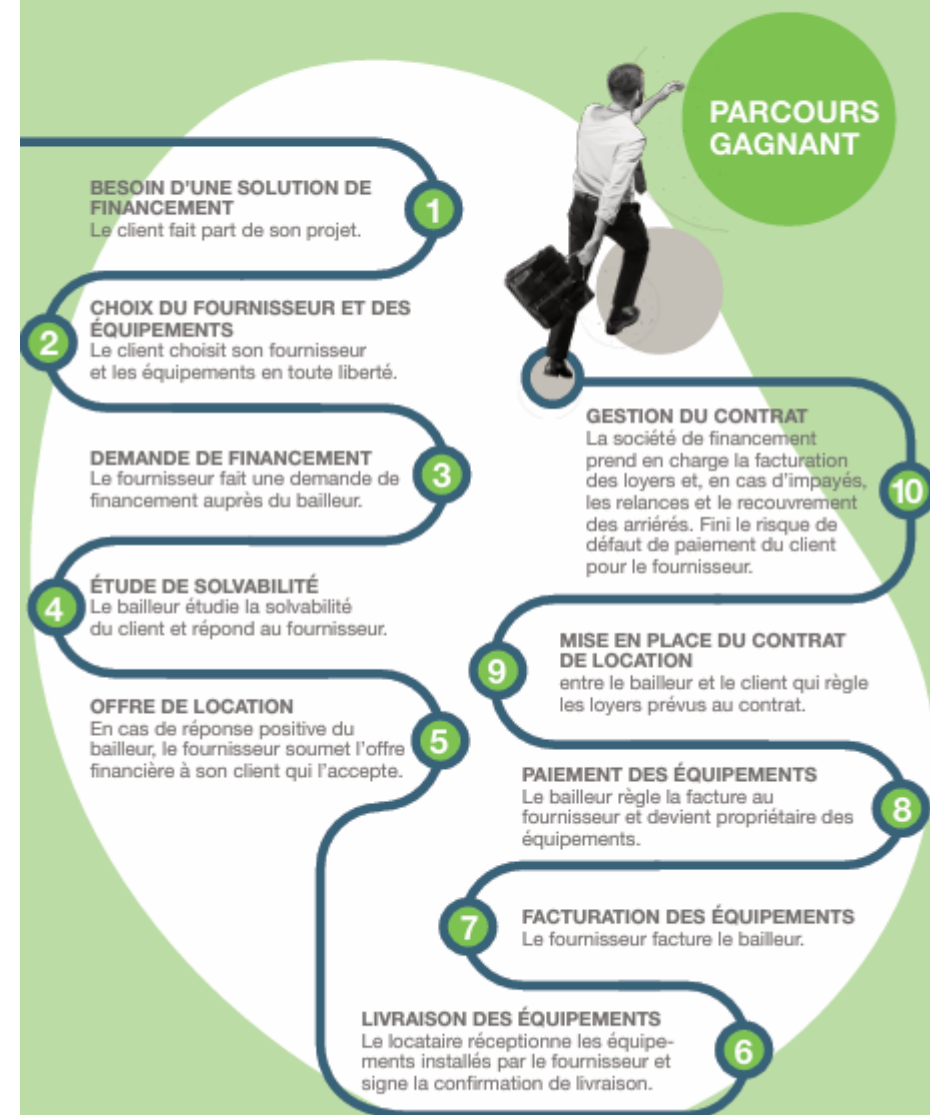 PARCOURS
GAGNANT
1
BESOIN D'UNE SOLUTION DE
FINANCEMENT
Le client fait part de son projet.
2
CHOIX DU FOURNISSEUR ET DES
ÉQUIPEMENTS
Le client choisit son fournisseur
et les équipements en toute liberté.
3
DEMANDE DE FINANCEMENT
Le fournisseur fait une demande de
financement auprès du bailleur.
4
ÉTUDE DE SOLVABILITÉ
Le bailleur étudie la solvabilité
du client et répond au fournisseur.
5
OFFRE DE LOCATION
En cas de réponse positive du
bailleur, le fournisseur soumet l'offre
financière à son client qui l'accepte.
6
LIVRAISON DES ÉQUIPEMENTS
Le locataire réceptionne les équipe-
ments installés par le fournisseur et
signe la confirmation de livraison.
7
FACTURATION DES ÉQUIPEMENTS
Le fournisseur facture le bailleur.
8
PAIEMENT DES ÉQUIPEMENTS
Le bailleur règle la facture au
fournisseur et devient propriétaire des
équipements.
9
MISE EN PLACE DU CONTRAT
DE LOCATION
entre le bailleur et le client qui règle
les loyers prévus au contrat.
10
GESTION DU CONTRAT
La société de financement
prend en charge la facturation
des loyers et, en cas d'impayés,
les relances et le recouvrement
des arriérés. Fini le risque de
défaut de paiement du client
pour le fournisseur.